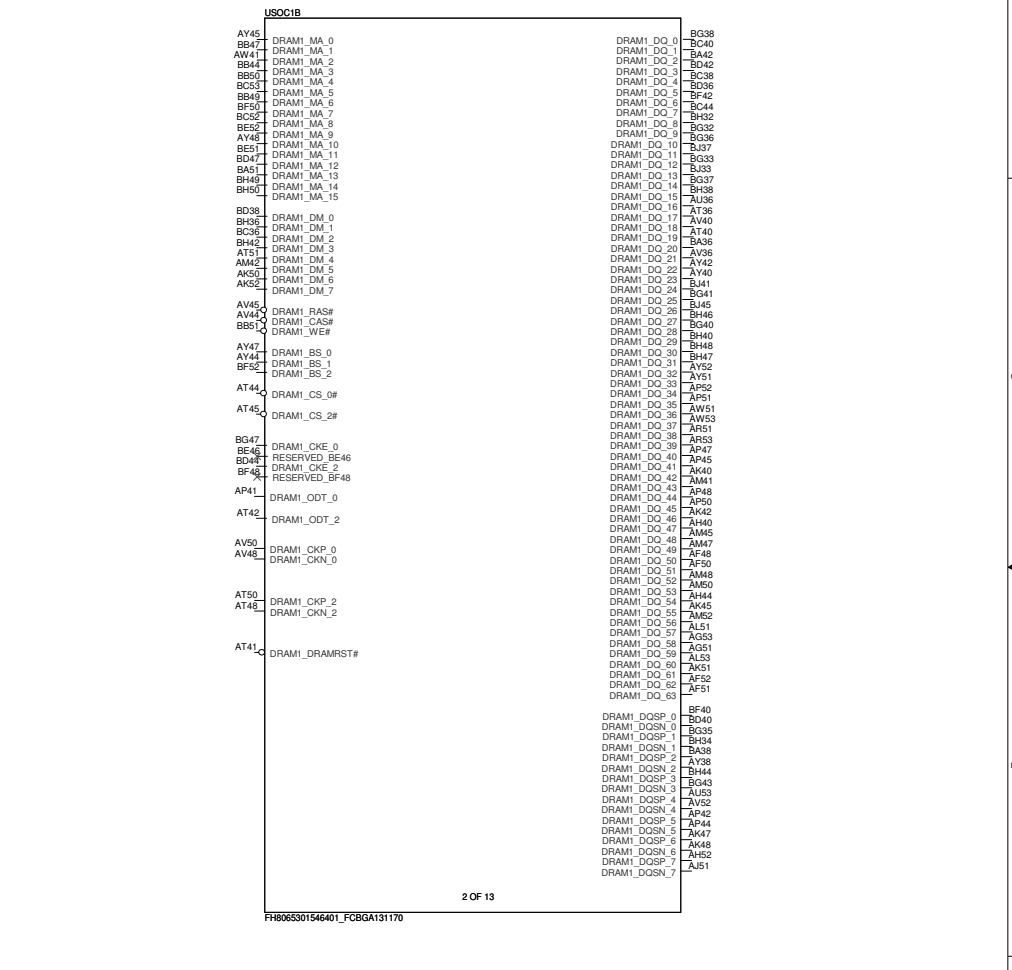 USOC1B
AY45 DRAM1_MA_0
BB47 DRAM1_MA_1
AW41 DRAM1_MA_2
BB44 DRAM1_MA_3
BB50 DRAM1_MA_4
BC53 DRAM1_MA_5
BB49 DRAM1_MA_6
BF50 DRAM1_MA_7
BC52 DRAM1_MA_8
BE52 DRAM1_MA_9
AY48 DRAM1_MA_10
BE51 DRAM1_MA_11
BD47 DRAM1_MA_12
BA51 DRAM1_MA_13
BH49 DRAM1_MA_14
BH50 DRAM1_MA_15
BD38 DRAM1_DM_0
BH36 DRAM1_DM_1
BC36 DRAM1_DM_2
BH42 DRAM1_DM_3
AT51 DRAM1_DM_4
AM42 DRAM1_DM_5
AK50 DRAM1_DM_6
AK52 DRAM1_DM_7
AV45 DRAM1_RAS#
AV44 DRAM1_CAS#
BB51 DRAM1_WE#
AY47 DRAM1_BS_0
AY44 DRAM1_BS_1
BF52 DRAM1_BS_2
AT44 DRAM1_CS_0#
AT45 DRAM1_CS_2#
BG47 DRAM1_CKE_0
BE46 RESERVED_BE46
BD44 DRAM1_CKE_2
BF48 RESERVED_BF48
AP41 DRAM1_ODT_0
AT42 DRAM1_ODT_2
AV50 DRAM1_CKP_0
AV48 DRAM1_CKN_0
AT50 DRAM1_CKP_2
AT48 DRAM1_CKN_2
AT41 DRAM1_DRAMRST#
DRAM1_DQ_0 BG38
DRAM1_DQ_1 BC40
DRAM1_DQ_2 BA42
DRAM1_DQ_3 BD42
DRAM1_DQ_4 BC38
DRAM1_DQ_5 BD36
DRAM1_DQ_6 BF42
DRAM1_DQ_7 BC44
DRAM1_DQ_8 BH32
DRAM1_DQ_9 BG32
DRAM1_DQ_10 BG36
DRAM1_DQ_11 BJ37
DRAM1_DQ_12 BG33
DRAM1_DQ_13 BJ33
DRAM1_DQ_14 BG37
DRAM1_DQ_15 BH38
DRAM1_DQ_16 AU36
DRAM1_DQ_17 AT36
DRAM1_DQ_18 AV40
DRAM1_DQ_19 AT40
DRAM1_DQ_20 BA36
DRAM1_DQ_21 AV36
DRAM1_DQ_22 AY42
DRAM1_DQ_23 AY40
DRAM1_DQ_24 BJ41
DRAM1_DQ_25 BG41
DRAM1_DQ_26 BJ45
DRAM1_DQ_27 BH46
DRAM1_DQ_28 BG40
DRAM1_DQ_29 BH40
DRAM1_DQ_30 BH48
DRAM1_DQ_31 BH47
DRAM1_DQ_32 AY52
DRAM1_DQ_33 AY51
DRAM1_DQ_34 AP52
DRAM1_DQ_35 AP51
DRAM1_DQ_36 AW51
DRAM1_DQ_37 AW53
DRAM1_DQ_38 AR51
DRAM1_DQ_39 AR53
DRAM1_DQ_40 AP47
DRAM1_DQ_41 AP45
DRAM1_DQ_42 AK40
DRAM1_DQ_43 AM41
DRAM1_DQ_44 AP48
DRAM1_DQ_45 AP50
DRAM1_DQ_46 AK42
DRAM1_DQ_47 AH40
DRAM1_DQ_48 AM45
DRAM1_DQ_49 AM47
DRAM1_DQ_50 AF48
DRAM1_DQ_51 AF50
DRAM1_DQ_52 AM48
DRAM1_DQ_53 AM50
DRAM1_DQ_54 AH44
DRAM1_DQ_55 AK45
DRAM1_DQ_56 AM52
DRAM1_DQ_57 AL51
DRAM1_DQ_58 AG53
DRAM1_DQ_59 AG51
DRAM1_DQ_60 AL53
DRAM1_DQ_61 AK51
DRAM1_DQ_62 AF52
DRAM1_DQ_63 AF51
DRAM1_DQSP_0 BF40
DRAM1_DQSN_0 BD40
DRAM1_DQSP_1 BG35
DRAM1_DQSN_1 BH34
DRAM1_DQSP_2 BA38
DRAM1_DQSN_2 AY38
DRAM1_DQSP_3 BH44
DRAM1_DQSN_3 BG43
DRAM1_DQSP_4 AU53
DRAM1_DQSN_4 AV52
DRAM1_DQSP_5 AP42
DRAM1_DQSN_5 AP44
DRAM1_DQSP_6 AK47
DRAM1_DQSN_6 AK48
DRAM1_DQSP_7 AH52
DRAM1_DQSN_7 AJ51
2 OF 13
FH8065301546401_FCBGA131170